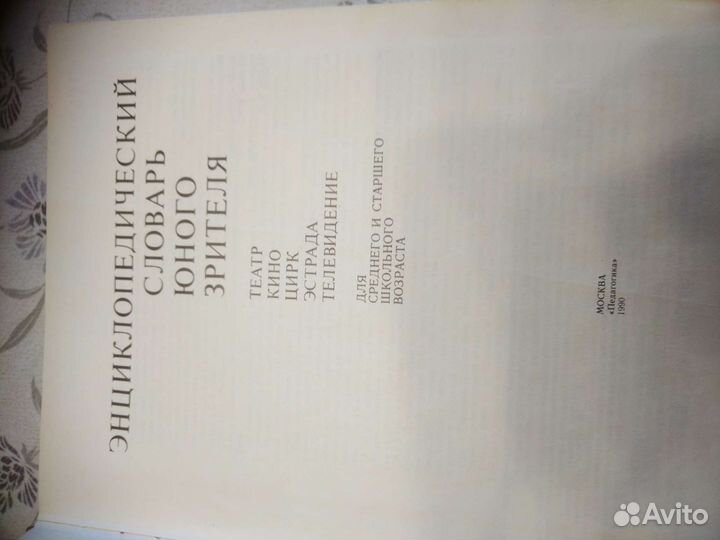 ЭНЦИКЛОПЕДИЧЕСКИЙ
СЛОВАРЬ
ЮНОГО
ЗРИТЕЛЯ
ТЕАТР
КИНО
ЦИРК
ЭСТРАДА
ТЕЛЕВИДЕНИЕ
ДЛЯ
СРЕДНЕГО И СТАРШЕГО
ШКОЛЬНОГО
ВОЗРАСТА
МОСКВА
«Педагогика»
1990
Avito